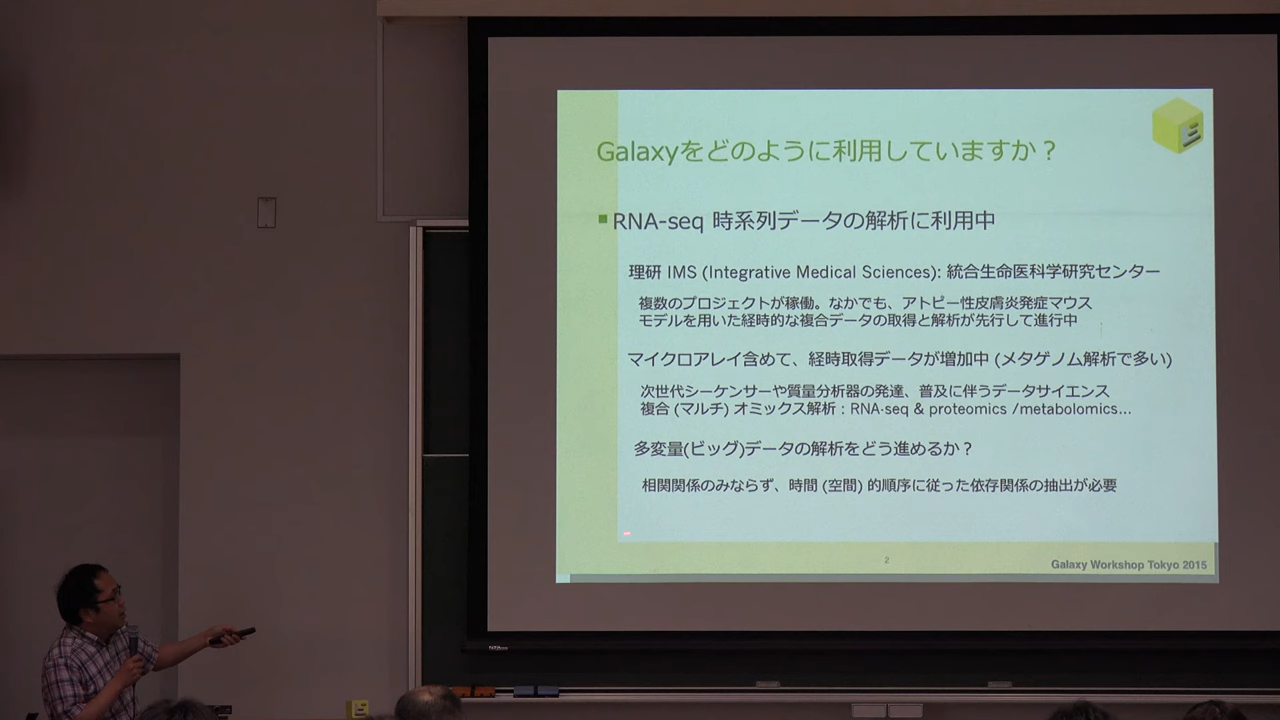 Galaxyをどのように利用していますか？
RNA-seq 時系列データの解析に利用中
理研 IMS (Integrative Medical Sciences): 統合生命医科学研究センター
複数のプロジェクトが稼働。なかでも、アトピー性皮膚炎発症マウス
モデルを用いた経時的な複合データの取得と解析が先行して進行中
マイクロアレイ含めて、経時取得データが増加中 (メタゲノム解析で多い)
次世代シーケンサーや質量分析器の発達、普及に伴うデータサイエンス
複合 (マルチ) オミックス解析 : RNA-seq & proteomics /metabolomics...
多変量(ビッグ)データの解析をどう進めるか？
相関関係のみならず、時間 (空間) 的順序に従った依存関係の抽出が必要
2
Galaxy Workshop Tokyo 2015